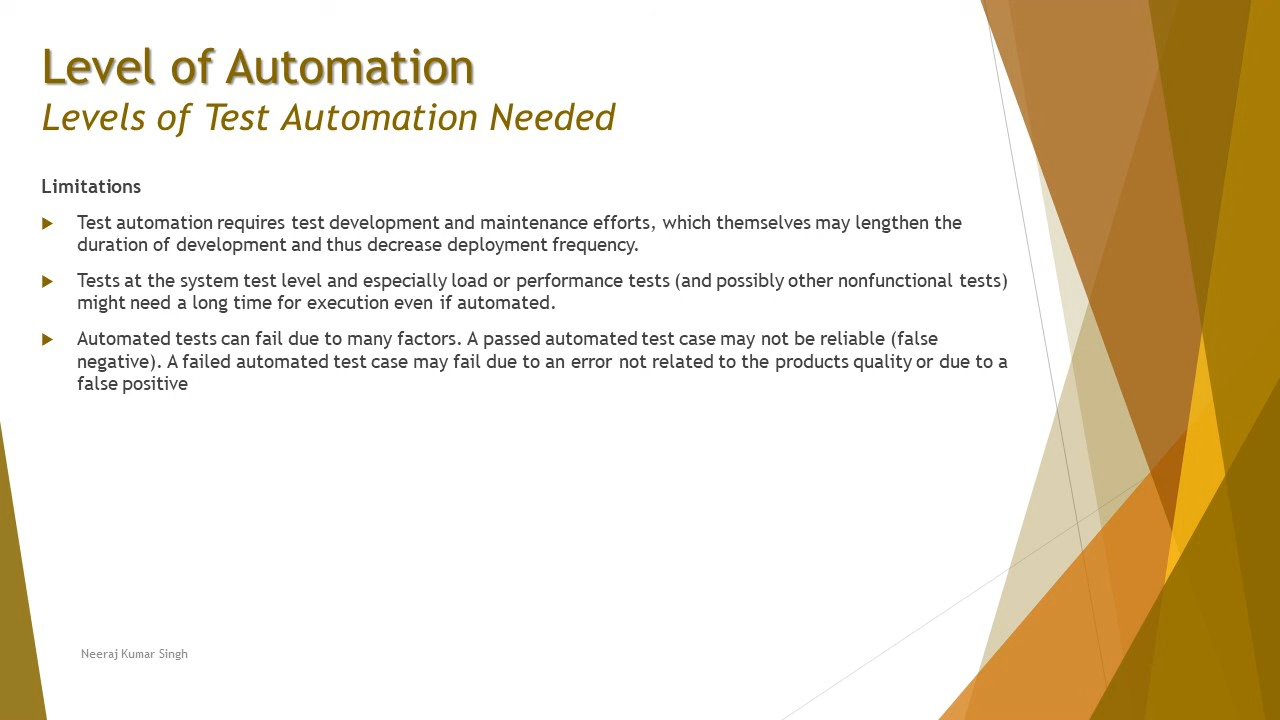 Level of Automation
Levels of Test Automation Needed
Limitations
Test automation requires test development and maintenance efforts, which themselves may lengthen the
duration of development and thus decrease deployment frequency.
Tests at the system test level and especially load or performance tests (and possibly other nonfunctional tests)
might need a long time for execution even if automated.
Automated tests can fail due to many factors. A passed automated test case may not be reliable (false
negative). A failed automated test case may fail due to an error not related to the products quality or due to a
false positive
Neeraj Kumar Singh